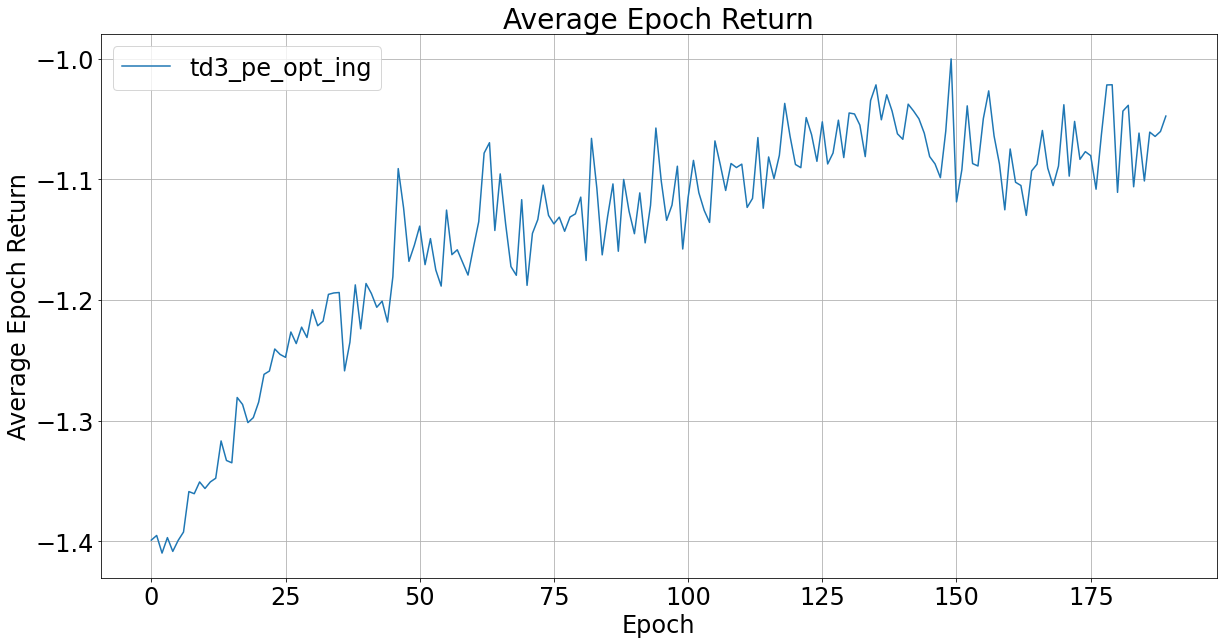 Average Epoch Return
td3_pe_opt_ing
Average Epoch Return
−1.0
−1.1
−1.2
−1.3
−1.4
0 25 50 75 100 125 150 175
Epoch